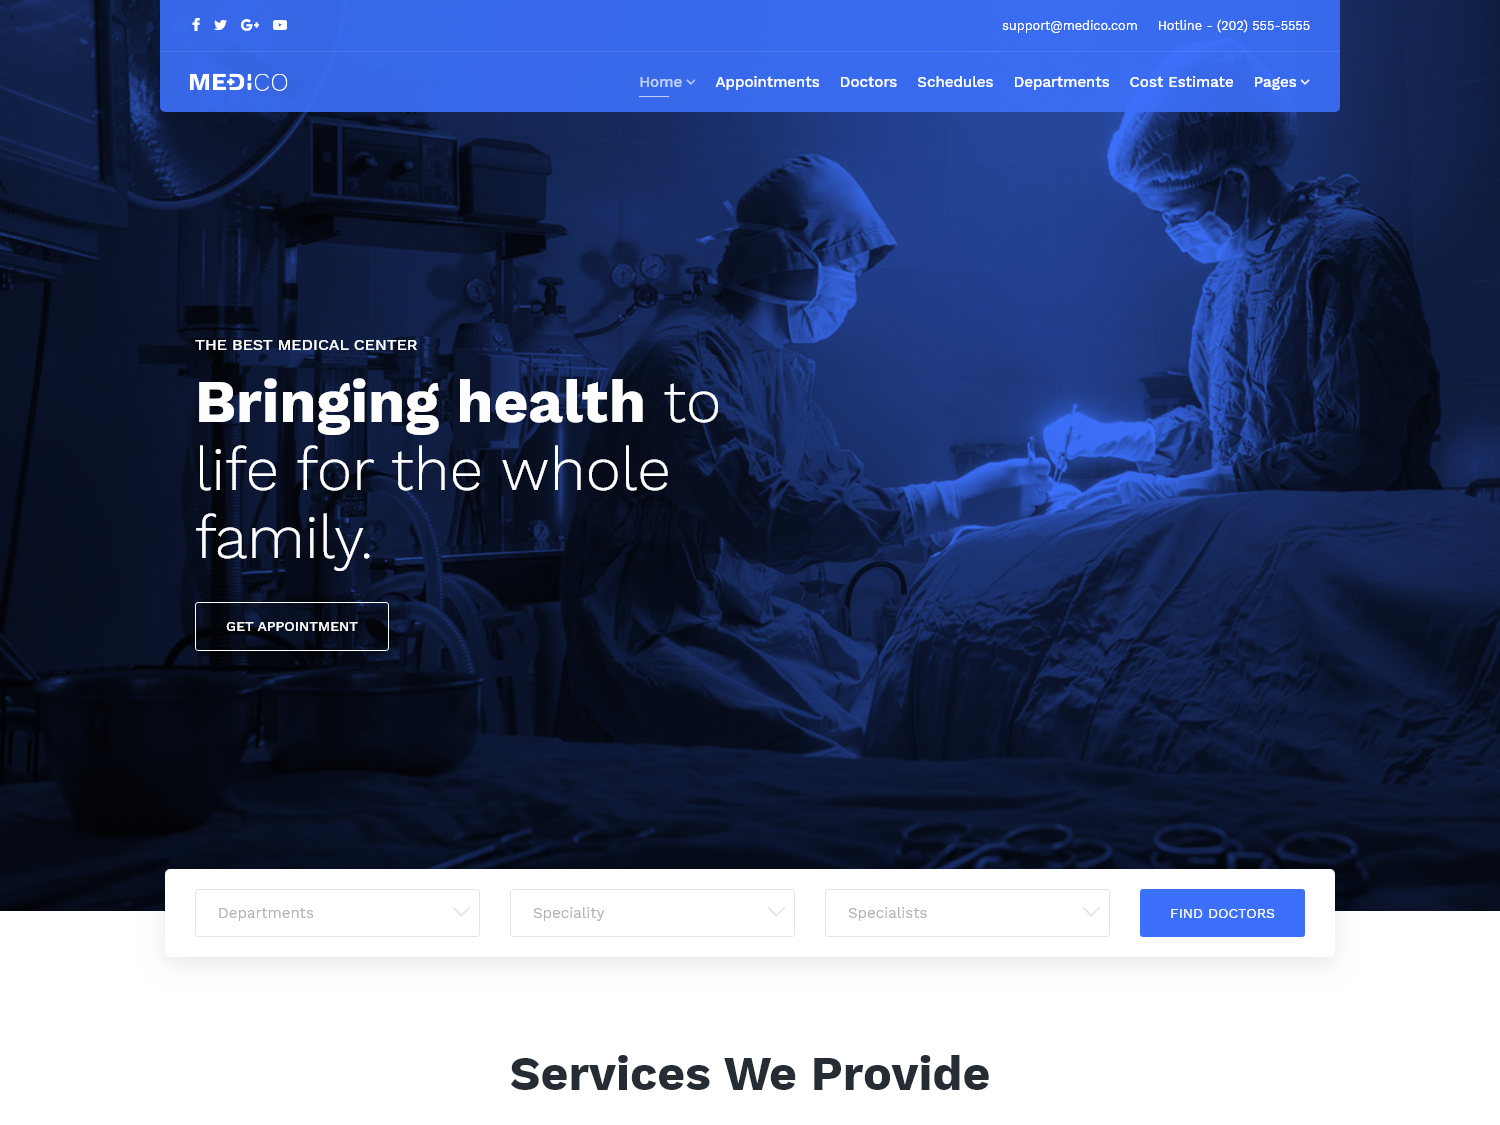 support@medico.com Hotline - (202) 555-5555
MEDICO Home Appointments Doctors Schedules Departments Cost Estimate Pages
THE BEST MEDICAL CENTER
Bringing health to
life for the whole
family.
GET APPOINTMENT
Departments Speciality Specialists FIND DOCTORS
Services We Provide